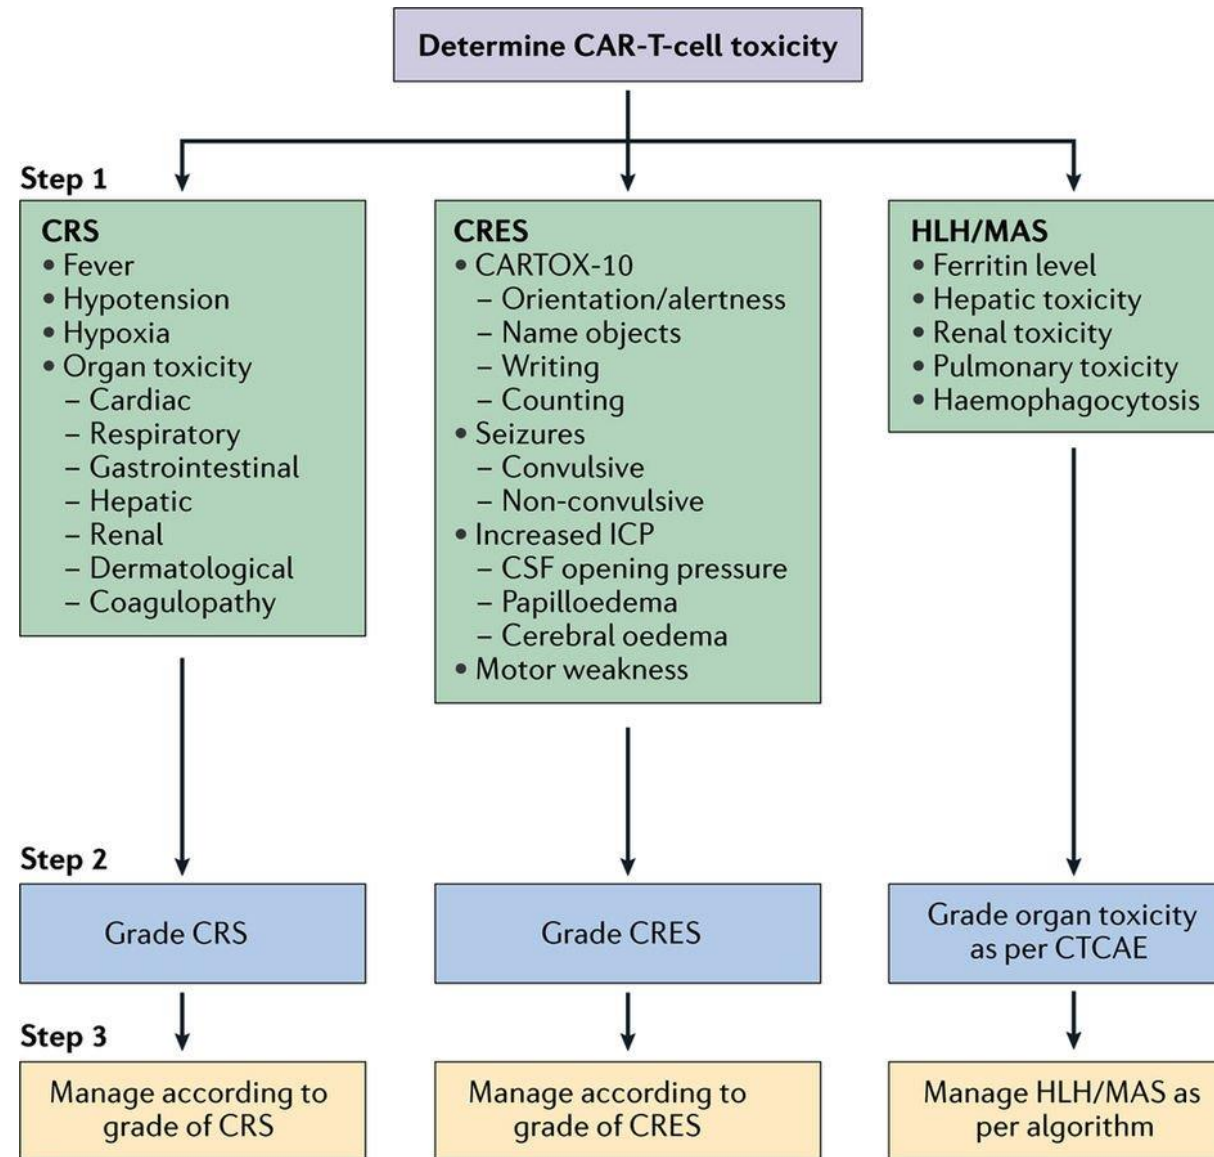 Determine CAR-T-cell toxicity
Step 1
CRS
• Fever
• Hypotension
• Hypoxia
• Organ toxicity
– Cardiac
– Respiratory
– Gastrointestinal
– Hepatic
– Renal
– Dermatological
– Coagulopathy
CRES
• CARTOX-10
– Orientation/alertness
– Name objects
– Writing
– Counting
• Seizures
– Convulsive
– Non-convulsive
• Increased ICP
– CSF opening pressure
– Papilloedema
– Cerebral oedema
• Motor weakness
HLH/MAS
• Ferritin level
• Hepatic toxicity
• Renal toxicity
• Pulmonary toxicity
• Haemophagocytosis
Step 2
Grade CRS
Grade CRES
Grade organ toxicity
as per CTCAE
Step 3
Manage according to
grade of CRS
Manage according to
grade of CRES
Manage HLH/MAS as
per algorithm